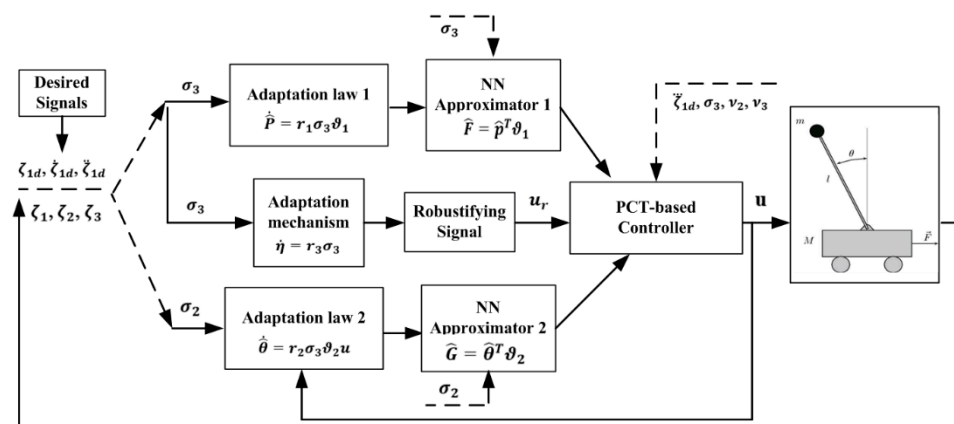 σ₃
Desired
Signals
σ₃
Adaptation law 1
P̂̇ = r₁σ₃ϑ₁
NN
Approximator 1
F̂ = p̂ᵀϑ₁
ζ⃛₁d, σ₃, ν₂, ν₃
m
θ
l
ζ₁d, ζ̇₁d, ζ̈₁d
ζ₁, ζ₂, ζ₃
σ₃
Adaptation
mechanism
η̇ = r₃σ₃
Robustifying
Signal
uᵣ
PCT-based
Controller
u
M
F⃗
σ₂
Adaptation law 2
θ̂̇ = r₂σ₃ϑ₂u
NN
Approximator 2
Ĝ = θ̂ᵀϑ₂
σ₂